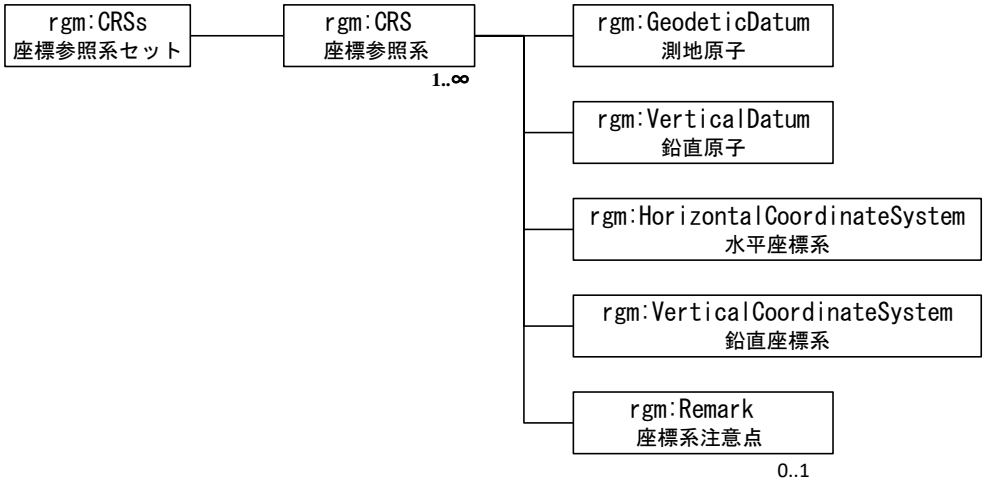 rgm:CRSs
座標参照系セット
rgm:CRS
座標参照系
1..∞
rgm:GeodeticDatum
測地原子
rgm:VerticalDatum
鉛直原子
rgm:HorizontalCoordinateSystem
水平座標系
rgm:VerticalCoordinateSystem
鉛直座標系
rgm:Remark
座標系注意点
0..1